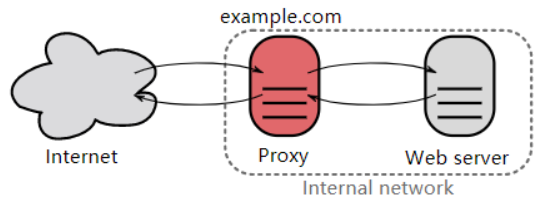 example.com
Internet
Proxy
Web server
Internal network